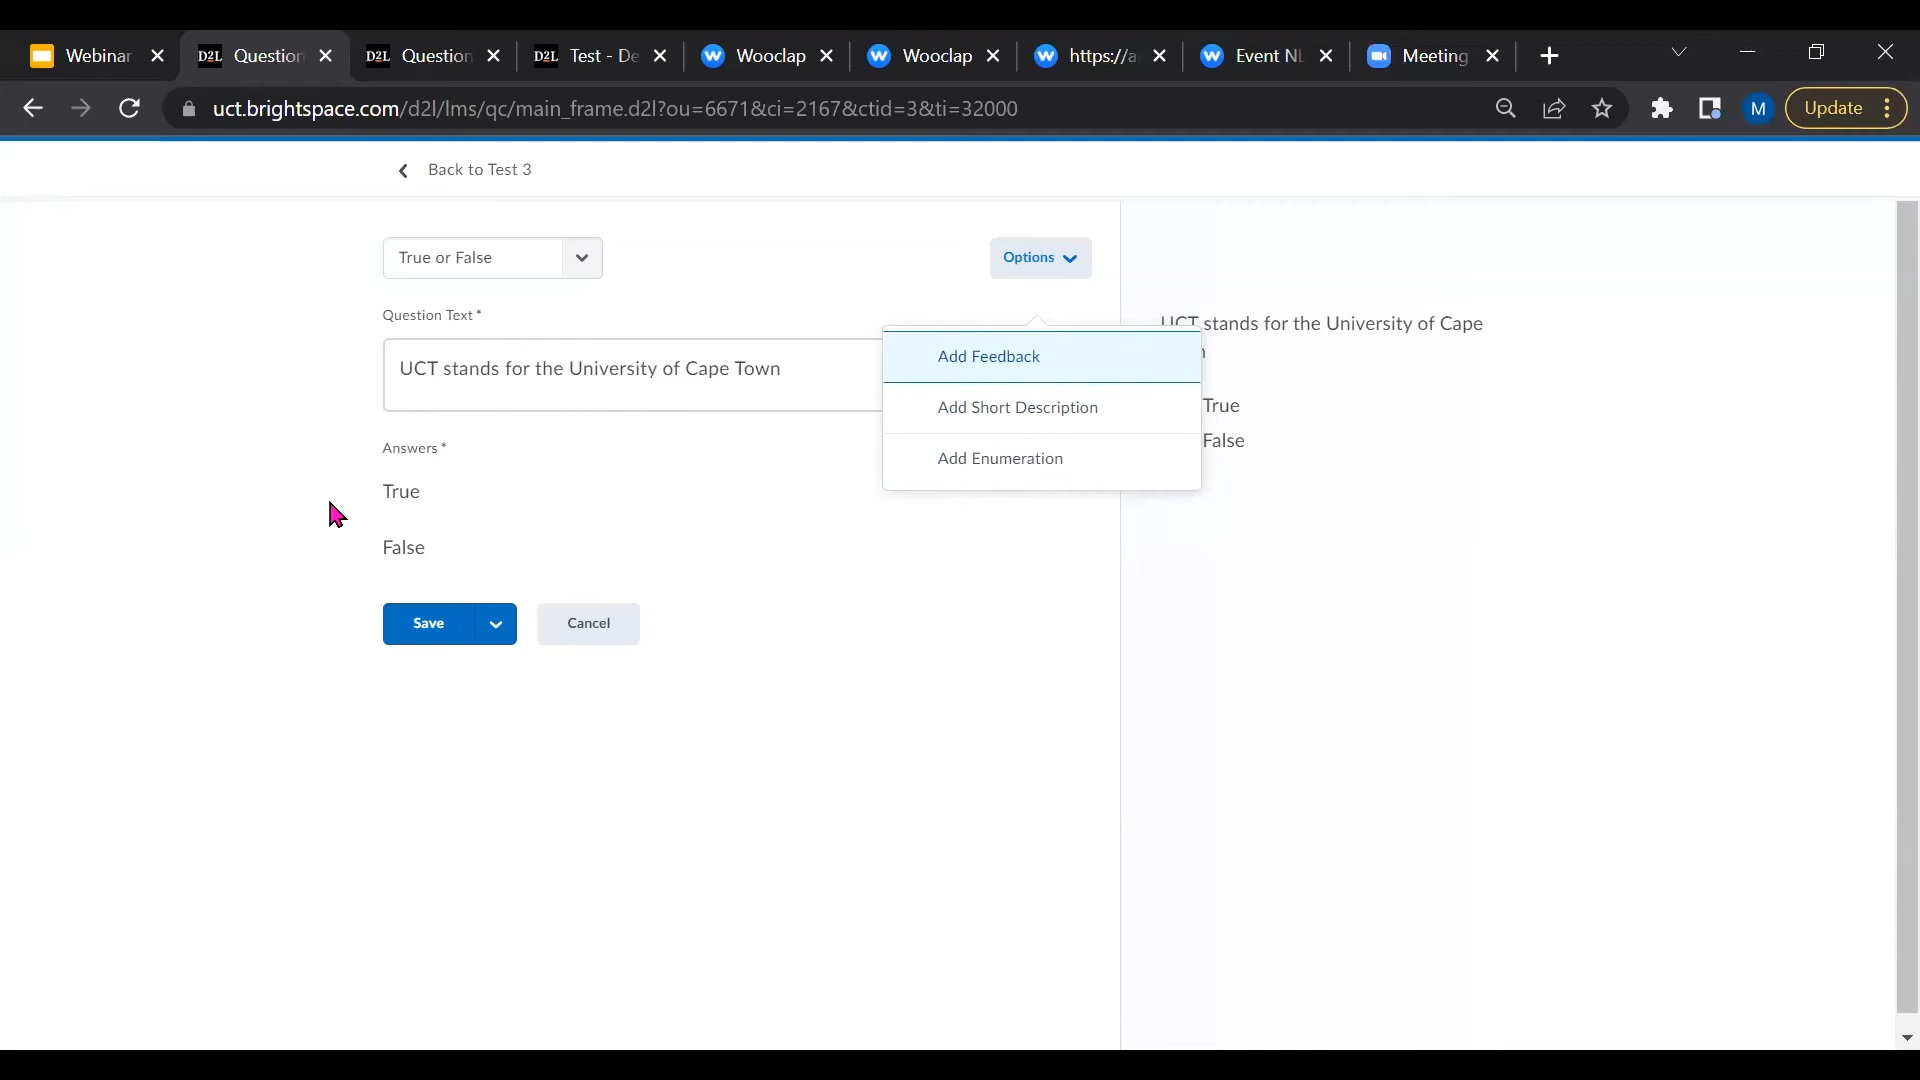 Webinar
D2L Question
D2L Question
D2L Test - De
Wooclap
Wooclap
https://a
Event NL
Meeting
uct.brightspace.com/d2l/lms/qc/main_frame.d2l?ou=6671&ci=2167&ctid=3&ti=32000
M
Update
Back to Test 3
True or False
Options
Question Text*
UCT stands for the University of Cape Town
Answers *
True
False
Save
Cancel
Add Feedback
Add Short Description
Add Enumeration
UCT stands for the University of Cape
True
False